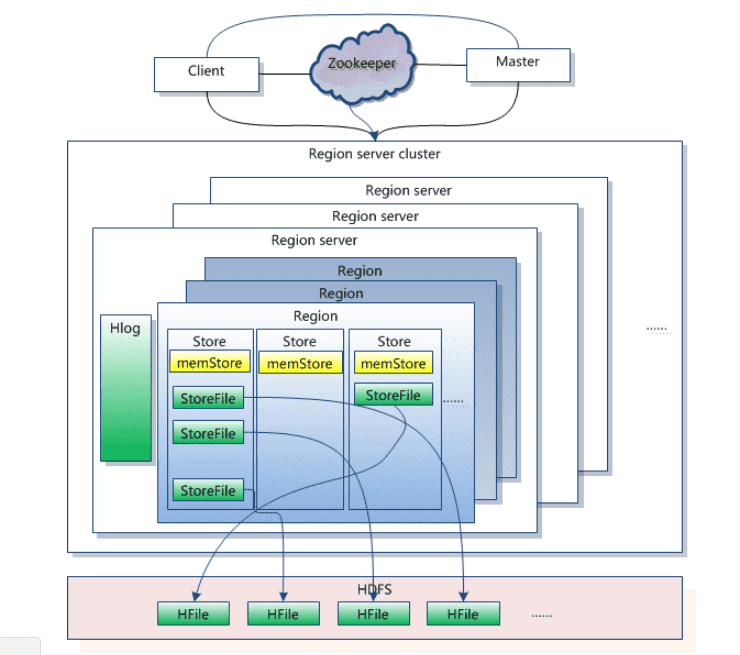 Client
Zookeeper
Master
Region server cluster
Region server
Region server
Region server
Region
Region
Region
Hlog
Store
Store
Store
memStore
memStore
memStore
StoreFile
StoreFile
StoreFile
StoreFile
......
......
HDFS
HFile
HFile
HFile
HFile
......